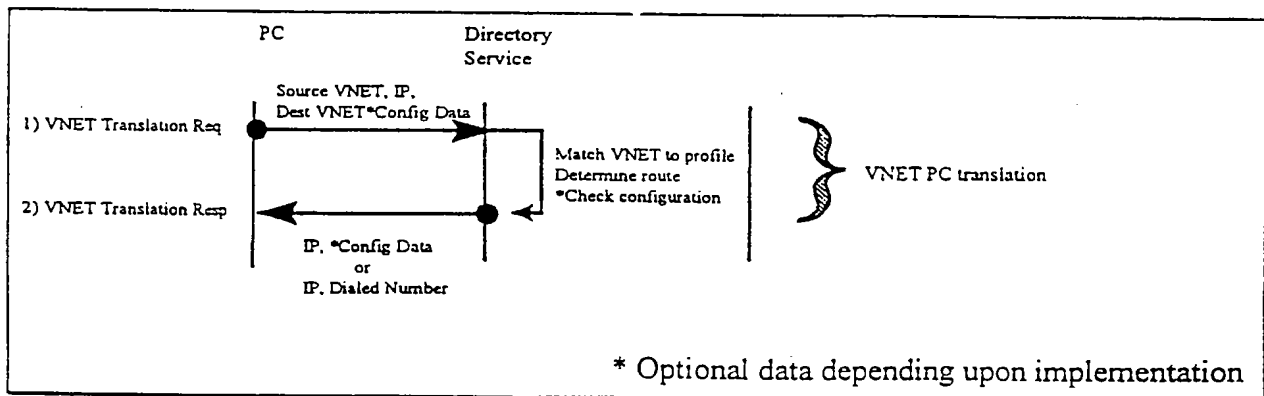 PC
Directory
Service
Source VNET, IP,
Dest VNET*Config Data
1) VNET Translation Req
Match VNET to profile
Determine route
*Check configuration
VNET PC translation
2) VNET Translation Resp
IP, *Config Data
or
IP, Dialed Number
* Optional data depending upon implementation